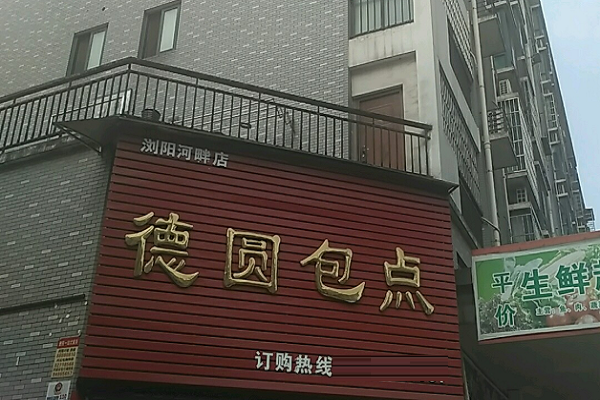 浏阳河畔店
德圆包点
订购热线
平价
生鲜